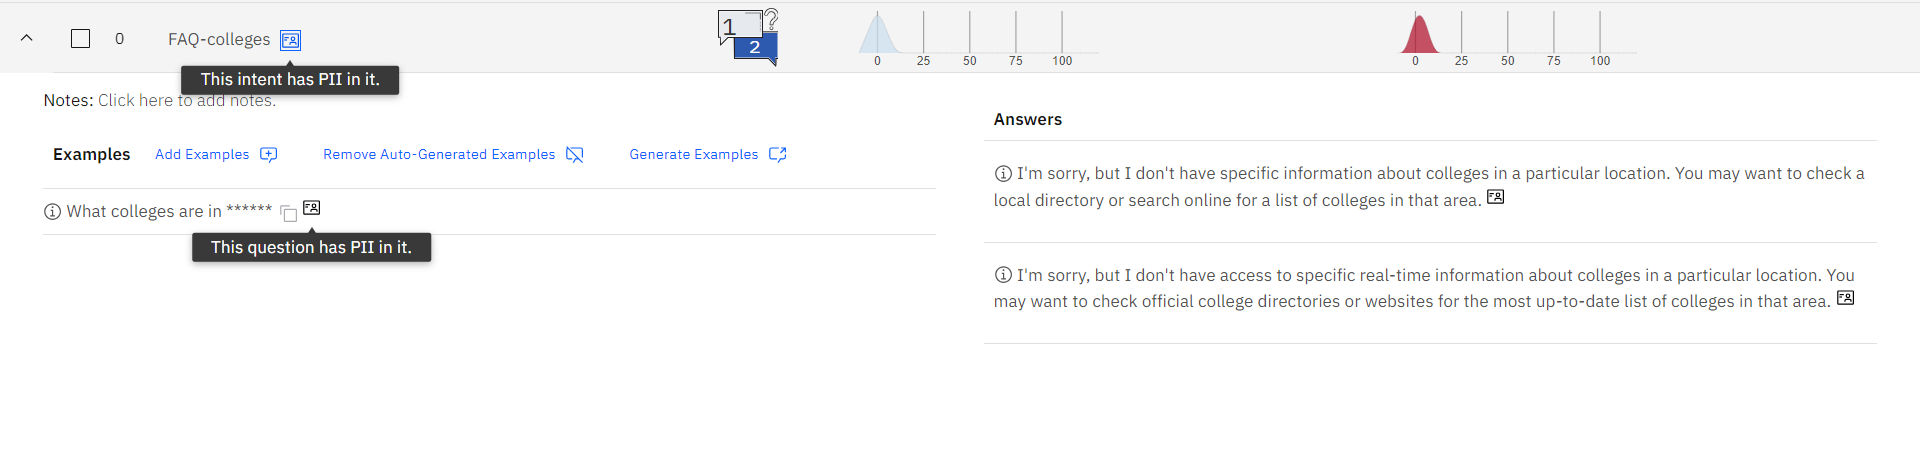 0 FAQ-colleges 1 ? 2
0 25 50 75 100
0 25 50 75 100
This intent has PII in it.
Notes: Click here to add notes.
Examples Add Examples Remove Auto-Generated Examples Generate Examples
What colleges are in ******
This question has PII in it.
Answers
I'm sorry, but I don't have specific information about colleges in a particular location. You may want to check a
local directory or search online for a list of colleges in that area.
I'm sorry, but I don't have access to specific real-time information about colleges in a particular location. You
may want to check official college directories or websites for the most up-to-date list of colleges in that area.